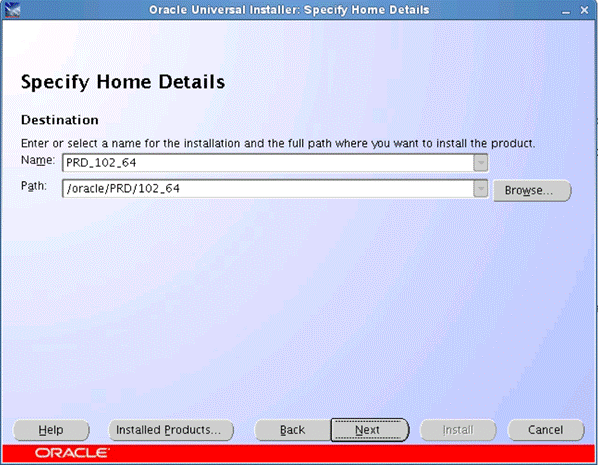 Oracle Universal Installer: Specify Home Details
Specify Home Details
Destination
Enter or select a name for the installation and the full path where you want to install the product.
Name: PRD_102_64
Path: /oracle/PRD/102_64 Browse...
Help Installed Products... Back Next Install Cancel
ORACLE